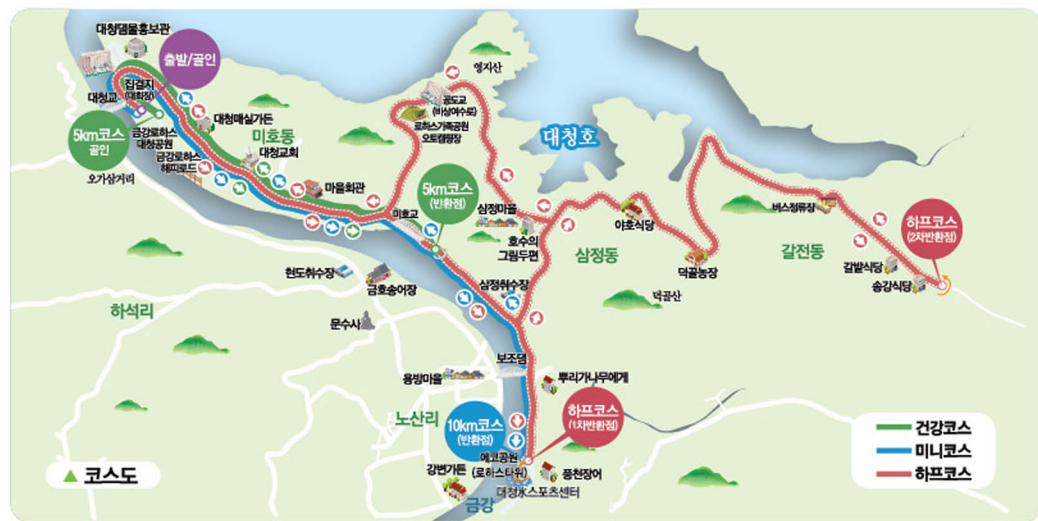 대청댐물홍보관
출발/골인
집결지
(대회장)
대청교
5km코스
골인
금강로하스
대청공원
대청매실가든
미호동
대청교회
금강로하스
해피로드
오가삼거리
마을회관
영지산
공도교
(비상여수로)
로하스가족공원
오토캠핑장
대청호
5km코스
(반환점)
미호교
삼정마을
호수의
그림두편
야호식당
삼정동
덕골농장
덕골산
버스정류장
갈전동
갈밭식당
송강식당
하프코스
(2차반환점)
현도취수장
금호송어장
삼정취수장
하석리
문수사
보조댐
용방마을
뿌리가나무에게
노산리
10km코스
(반환점)
하프코스
(1차반환점)
에코공원
(로하스타워)
강변가든
풍천장어
대청水스포츠센터
금강
▲ 코스도
건강코스
미니코스
하프코스